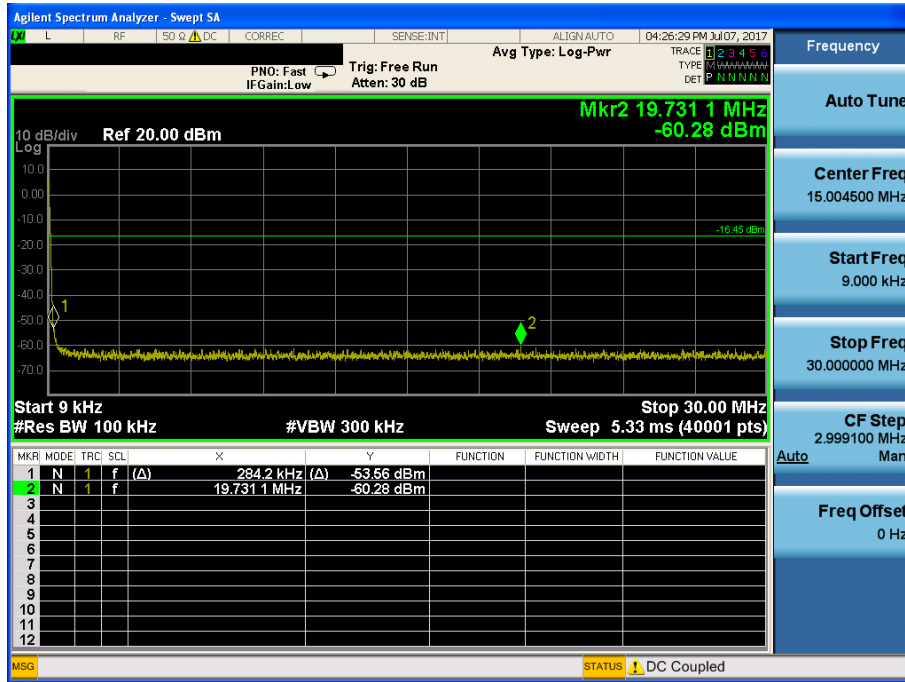 Agilent Spectrum Analyzer - Swept SA
LXI L RF 50 Ω DC CORREC SENSE:INT ALIGN AUTO 04:26:29 PM Jul 07, 2017
Avg Type: Log-Pwr
TRACE 1 2 3 4 5 6
TYPE M WWWWW
DET P N N N N N
PNO: Fast
IFGain:Low
Trig: Free Run
Atten: 30 dB
Mkr2 19.731 1 MHz
-60.28 dBm
10 dB/div Ref 20.00 dBm
Log
10.0
0.00
-10.0
-16.45 dBm
-20.0
-30.0
-40.0
1
-50.0
2
-60.0
-70.0
Start 9 kHz Stop 30.00 MHz
#Res BW 100 kHz #VBW 300 kHz Sweep 5.33 ms (40001 pts)
MKR MODE TRC SCL X Y FUNCTION FUNCTION WIDTH FUNCTION VALUE
1 N 1 f (Δ) 284.2 kHz (Δ) -53.56 dBm
2 N 1 f 19.731 1 MHz -60.28 dBm
3
4
5
6
7
8
9
10
11
12
MSG STATUS DC Coupled
Frequency
Auto Tune
Center Freq
15.004500 MHz
Start Freq
9.000 kHz
Stop Freq
30.000000 MHz
CF Step
2.999100 MHz
Auto Man
Freq Offset
0 Hz